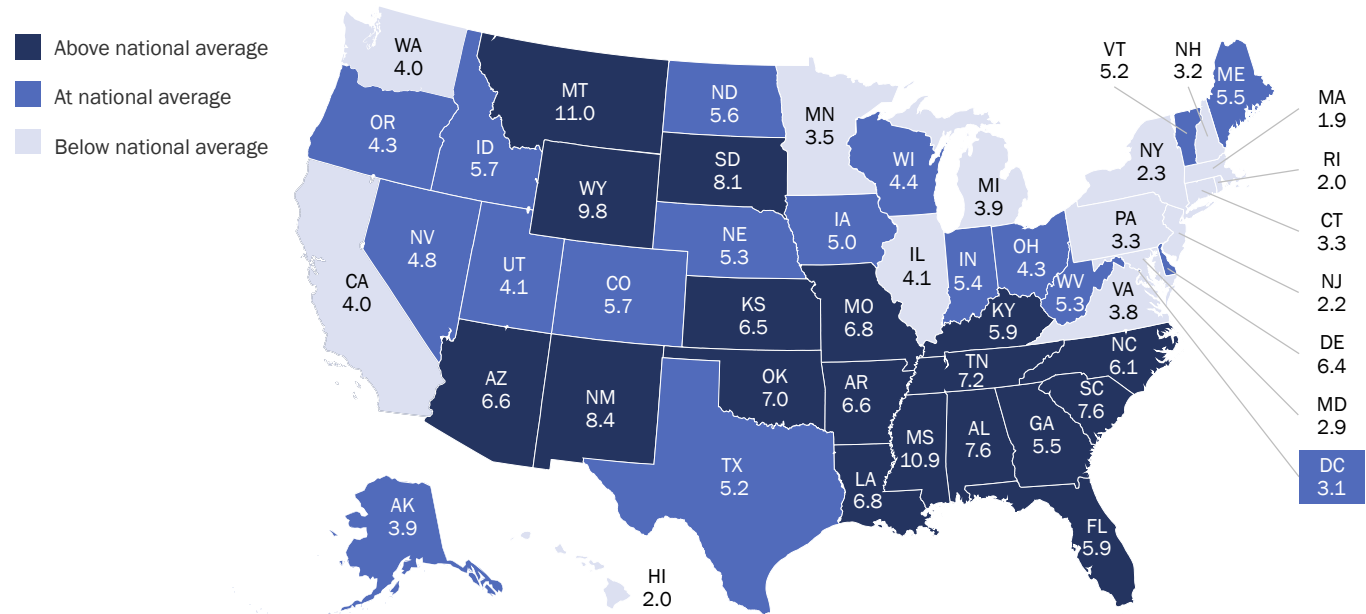 Above national average
At national average
Below national average
WA
4.0
MT
11.0
ND
5.6
MN
3.5
VT
5.2
NH
3.2
ME
5.5
MA
1.9
OR
4.3
ID
5.7
SD
8.1
WI
4.4
NY
2.3
RI
2.0
WY
9.8
MI
3.9
CT
3.3
NV
4.8
NE
5.3
IA
5.0
PA
3.3
CA
4.0
UT
4.1
CO
5.7
IL
4.1
IN
5.4
OH
4.3
WV
5.3
VA
3.8
NJ
2.2
KS
6.5
MO
6.8
KY
5.9
DE
6.4
NC
6.1
TN
7.2
AZ
6.6
NM
8.4
OK
7.0
AR
6.6
SC
7.6
MD
2.9
MS
10.9
AL
7.6
GA
5.5
TX
5.2
LA
6.8
DC
3.1
AK
3.9
FL
5.9
HI
2.0